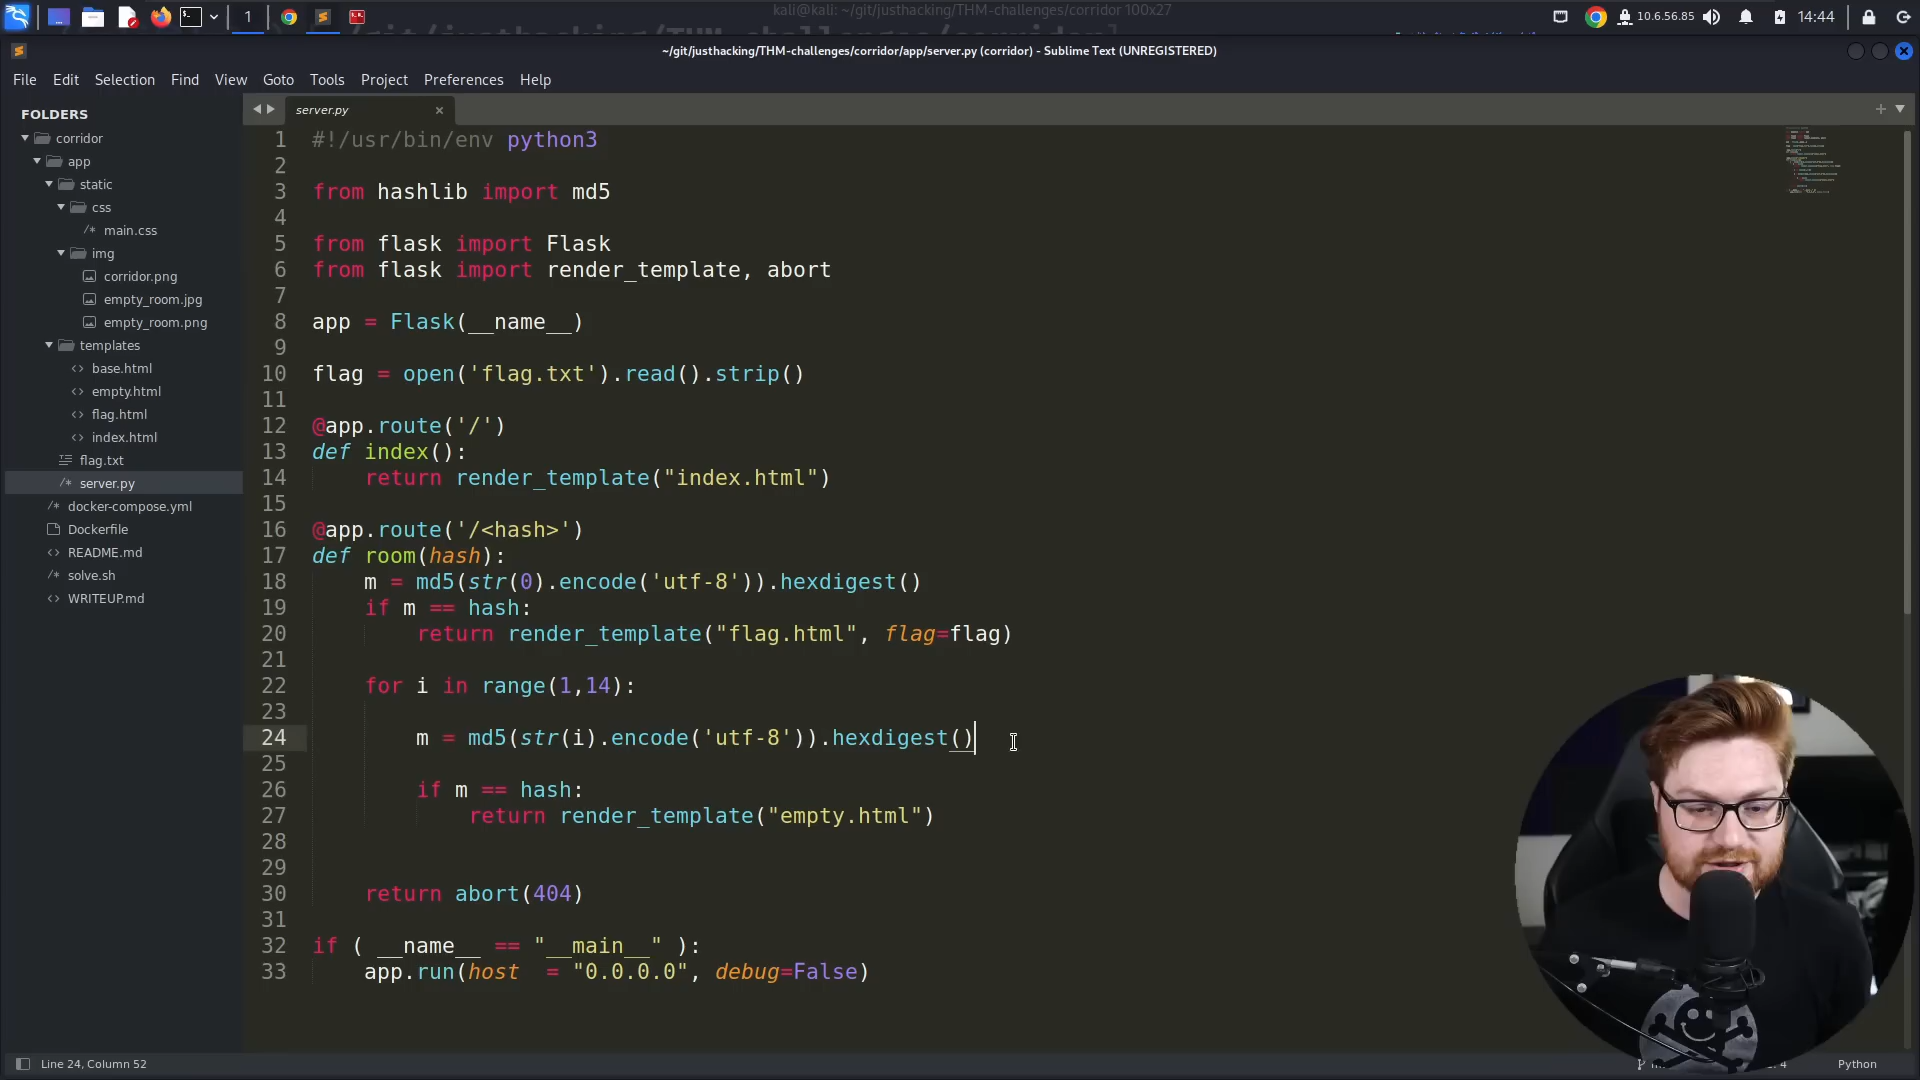 kali@kali: ~/git/justhacking/THM-challenges/corridor 100x27
1
10.6.56.85
14:44
~/git/justhacking/THM-challenges/corridor/app/server.py (corridor) - Sublime Text (UNREGISTERED)
File Edit Selection Find View Goto Tools Project Preferences Help
FOLDERS
corridor
app
static
css
/* main.css
img
corridor.png
empty_room.jpg
empty_room.png
templates
<> base.html
<> empty.html
<> flag.html
<> index.html
flag.txt
/* server.py
/* docker-compose.yml
Dockerfile
<> README.md
<> solve.sh
<> WRITEUP.md
server.py ×
1 #!/usr/bin/env python3
2
3 from hashlib import md5
4
5 from flask import Flask
6 from flask import render_template, abort
7
8 app = Flask(__name__)
9
10 flag = open('flag.txt').read().strip()
11
12 @app.route('/')
13 def index():
14     return render_template("index.html")
15
16 @app.route('/<hash>')
17 def room(hash):
18     m = md5(str(0).encode('utf-8')).hexdigest()
19     if m == hash:
20         return render_template("flag.html", flag=flag)
21
22     for i in range(1,14):
23
24         m = md5(str(i).encode('utf-8')).hexdigest()
25
26         if m == hash:
27             return render_template("empty.html")
28
29
30     return abort(404)
31
32 if ( __name__ == "__main__" ):
33     app.run(host  = "0.0.0.0", debug=False)
Line 24, Column 52
Python